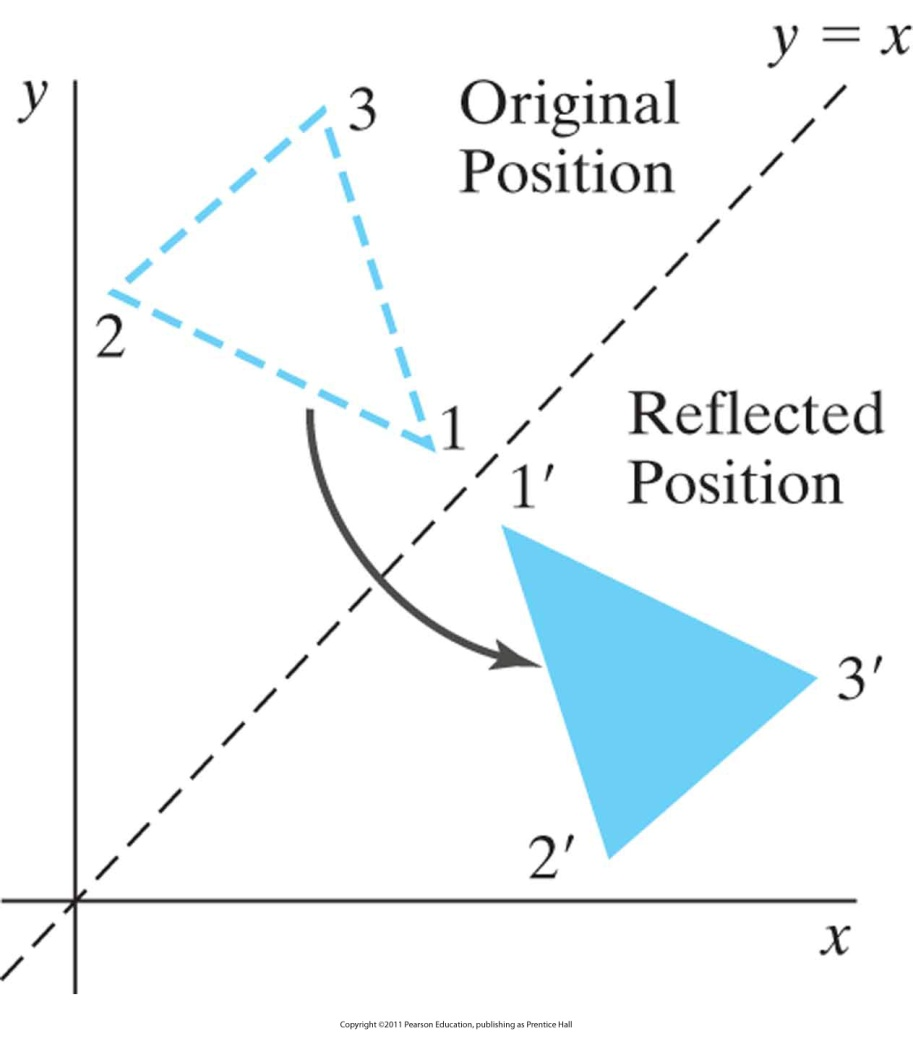 y = x
y
3
Original
Position
2
1
Reflected
Position
1′
3′
2′
x
Copyright ©2011 Pearson Education, publishing as Prentice Hall